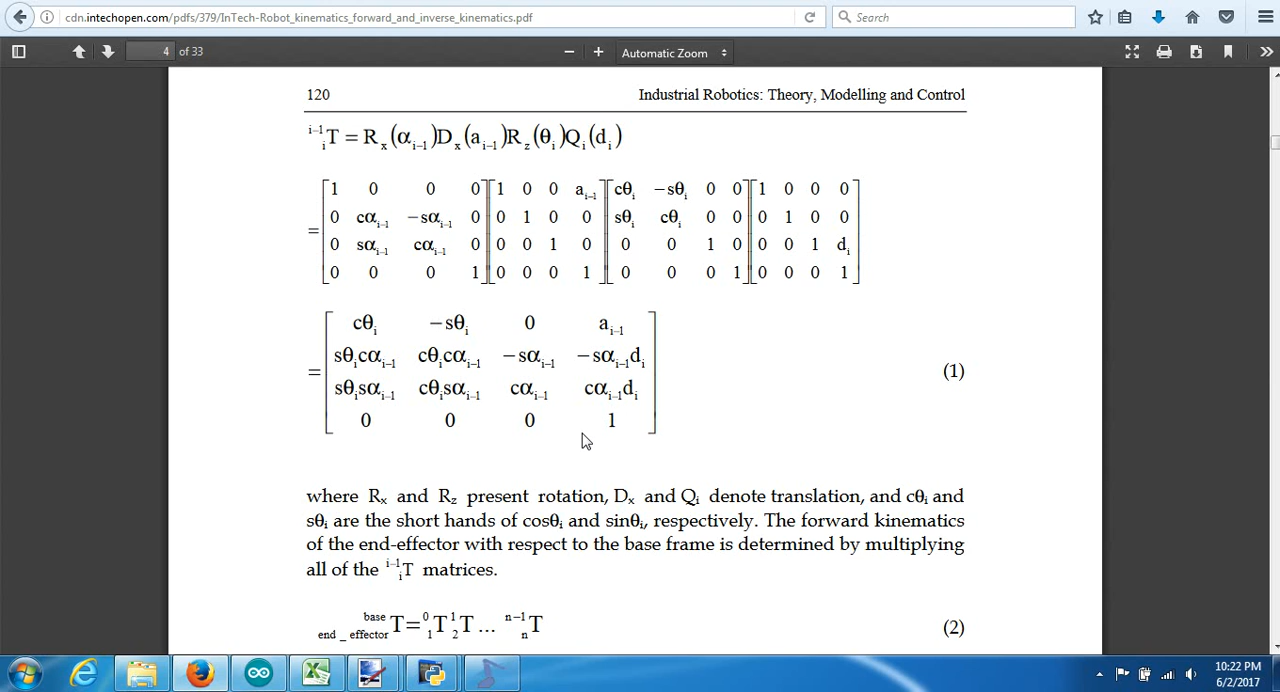 cdn.intechopen.com/pdfs/379/InTech-Robot_kinematics_forward_and_inverse_kinematics.pdf
Search
4 of 33
Automatic Zoom
120 Industrial Robotics: Theory, Modelling and Control
ⁱ⁻¹ᵢT = Rₓ(αᵢ₋₁)Dₓ(aᵢ₋₁)R_z(θᵢ)Qᵢ(dᵢ)
= [1 0 0 0] [1 0 0 aᵢ₋₁] [cθᵢ −sθᵢ 0 0] [1 0 0 0]
[0 cαᵢ₋₁ −sαᵢ₋₁ 0] [0 1 0 0] [sθᵢ cθᵢ 0 0] [0 1 0 0]
[0 sαᵢ₋₁ cαᵢ₋₁ 0] [0 0 1 0] [0 0 1 0] [0 0 1 dᵢ]
[0 0 0 1] [0 0 0 1] [0 0 0 1] [0 0 0 1]
= [cθᵢ −sθᵢ 0 aᵢ₋₁]
[sθᵢcαᵢ₋₁ cθᵢcαᵢ₋₁ −sαᵢ₋₁ −sαᵢ₋₁dᵢ]
[sθᵢsαᵢ₋₁ cθᵢsαᵢ₋₁ cαᵢ₋₁ cαᵢ₋₁dᵢ]
[0 0 0 1]
(1)
where Rₓ and R_z present rotation, Dₓ and Qᵢ denote translation, and cθᵢ and
sθᵢ are the short hands of cosθᵢ and sinθᵢ, respectively. The forward kinematics
of the end-effector with respect to the base frame is determined by multiplying
all of the ⁱ⁻¹ᵢT matrices.
base end_effector T = ⁰₁T ¹₂T ... ⁿ⁻¹ₙT (2)
10:22 PM
6/2/2017